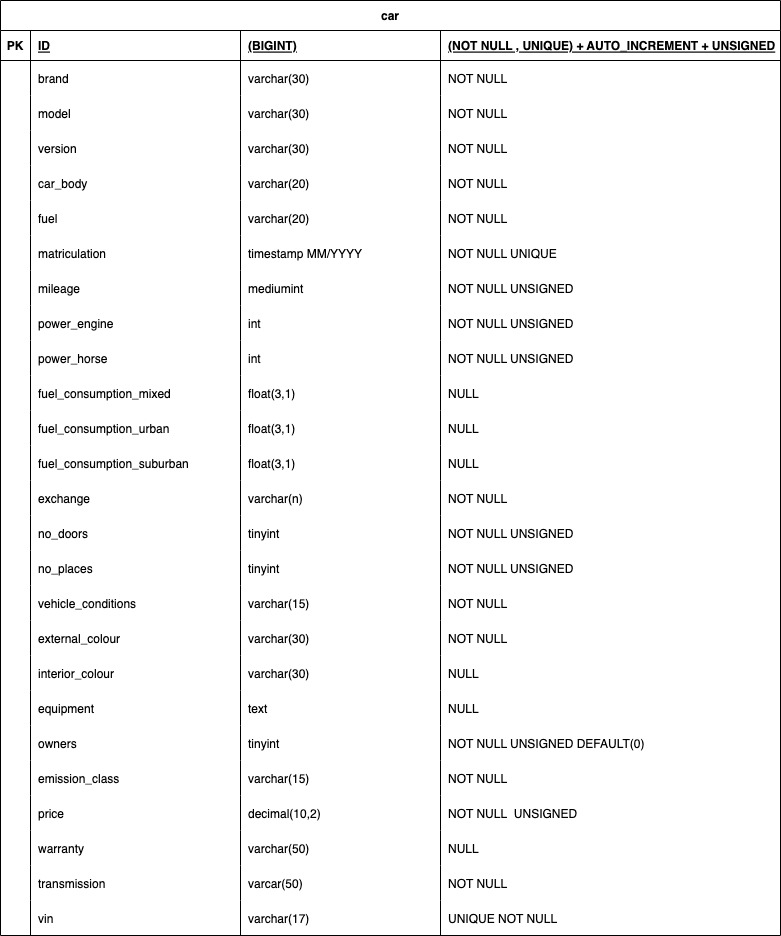 car
PK ID (BIGINT) (NOT NULL , UNIQUE) + AUTO_INCREMENT + UNSIGNED
brand varchar(30) NOT NULL
model varchar(30) NOT NULL
version varchar(30) NOT NULL
car_body varchar(20) NOT NULL
fuel varchar(20) NOT NULL
matriculation timestamp MM/YYYY NOT NULL UNIQUE
mileage mediumint NOT NULL UNSIGNED
power_engine int NOT NULL UNSIGNED
power_horse int NOT NULL UNSIGNED
fuel_consumption_mixed float(3,1) NULL
fuel_consumption_urban float(3,1) NULL
fuel_consumption_suburban float(3,1) NULL
exchange varchar(n) NOT NULL
no_doors tinyint NOT NULL UNSIGNED
no_places tinyint NOT NULL UNSIGNED
vehicle_conditions varchar(15) NOT NULL
external_colour varchar(30) NOT NULL
interior_colour varchar(30) NULL
equipment text NULL
owners tinyint NOT NULL UNSIGNED DEFAULT(0)
emission_class varchar(15) NOT NULL
price decimal(10,2) NOT NULL  UNSIGNED
warranty varchar(50) NULL
transmission varcar(50) NOT NULL
vin varchar(17) UNIQUE NOT NULL